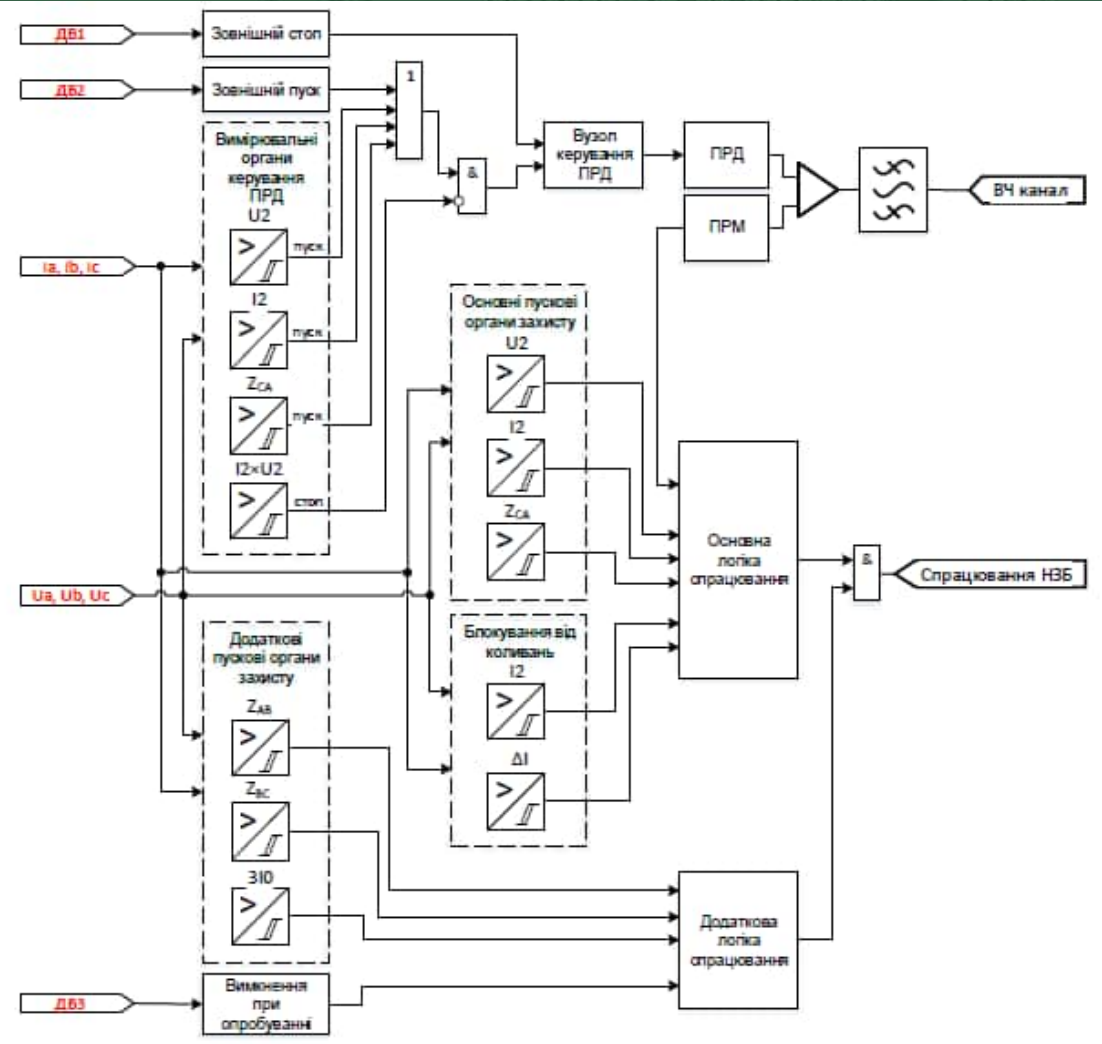 ДВ1
Зовнішній стоп
ДВ2
Зовнішній пуск
1
Вимірювальні
органи
керування
ПРД
U2
>
пуск
I2
>
пуск
ZCA
>
пуск
I2×U2
>
стоп
&
Вузол
керування
ПРД
ПРД
ПРМ
ВЧ канал
Ia, Ib, Ic
Основні пускові
органи захисту
U2
>
I2
>
ZCA
>
Основна
логіка
спрацювання
&
Спрацювання НЗБ
Ua, Ub, Uc
Блокування від
коливань
I2
>
ΔI
>
Додаткові
пускові органи
захисту
ZAB
>
ZBC
>
3I0
>
Додаткова
логіка
спрацювання
ДВ3
Вимкнення
при
опробуванні